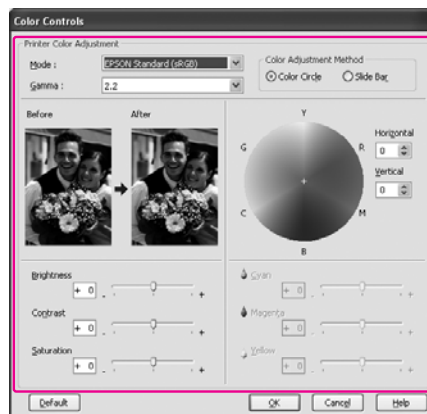 Color Controls
Printer Color Adjustment
Mode :
EPSON Standard (sRGB)
Color Adjustment Method
Color Circle
Slide Bar
Gamma :
2.2
Before
After
Y
G
R
C
M
B
Horizontal
0
Vertical
0
Brightness
+ 0
- +
Contrast
+ 0
- +
Saturation
+ 0
- +
Cyan
+ 0
- +
Magenta
+ 0
- +
Yellow
+ 0
- +
Default
OK
Cancel
Help